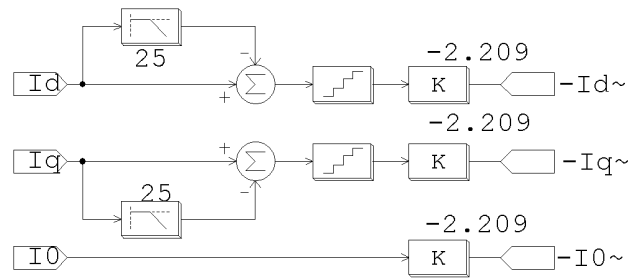 25
-2.209
Id + - Σ K -Id~
-2.209
Iq + - Σ K -Iq~
25
-2.209
I0 K -I0~